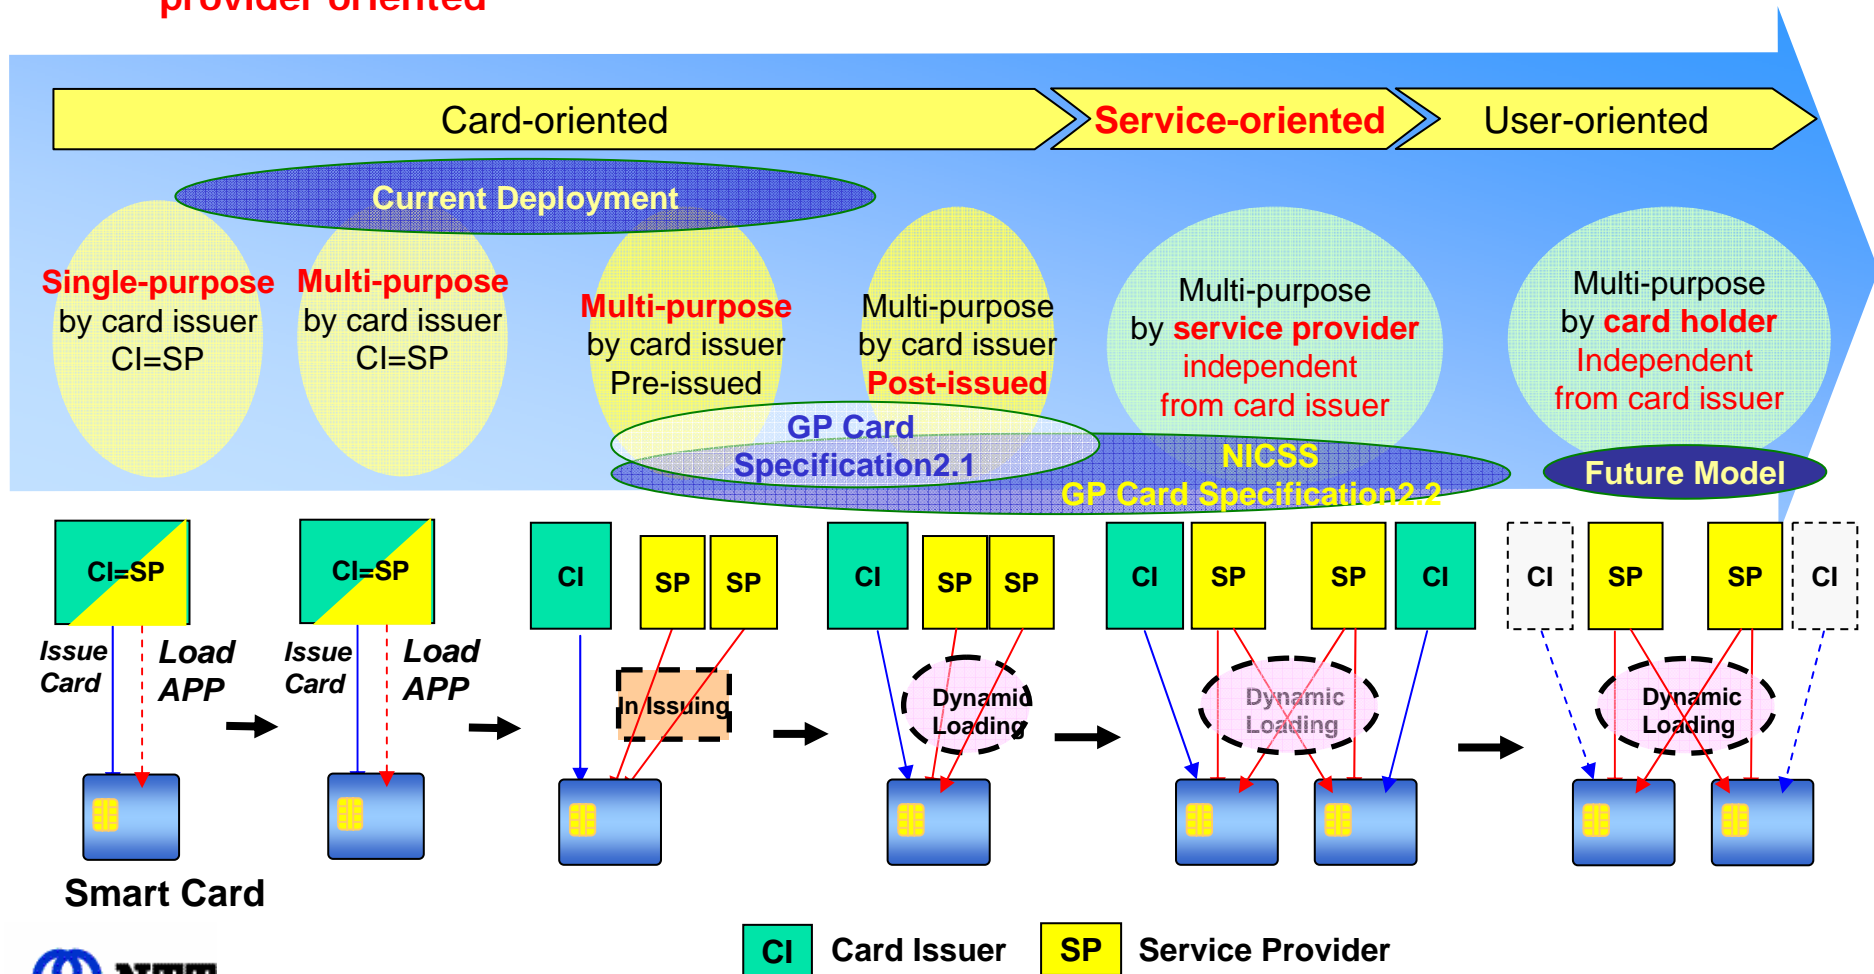 provider oriented
Card-oriented
Service-oriented
User-oriented
Current Deployment
Single-purpose
by card issuer
CI=SP
Multi-purpose
by card issuer
CI=SP
Multi-purpose
by card issuer
Pre-issued
Multi-purpose
by card issuer
Post-issued
Multi-purpose
by service provider
independent
from card issuer
Multi-purpose
by card holder
Independent
from card issuer
GP Card
Specification2.1
NICSS
GP Card Specification2.2
Future Model
CI=SP
CI=SP
CI
SP
SP
CI
SP
SP
CI
SP
SP
CI
CI
SP
SP
CI
Issue
Card
Load
APP
Issue
Card
Load
APP
In Issuing
Dynamic
Loading
Dynamic
Loading
Dynamic
Loading
Smart Card
NTT
CI
Card Issuer
SP
Service Provider